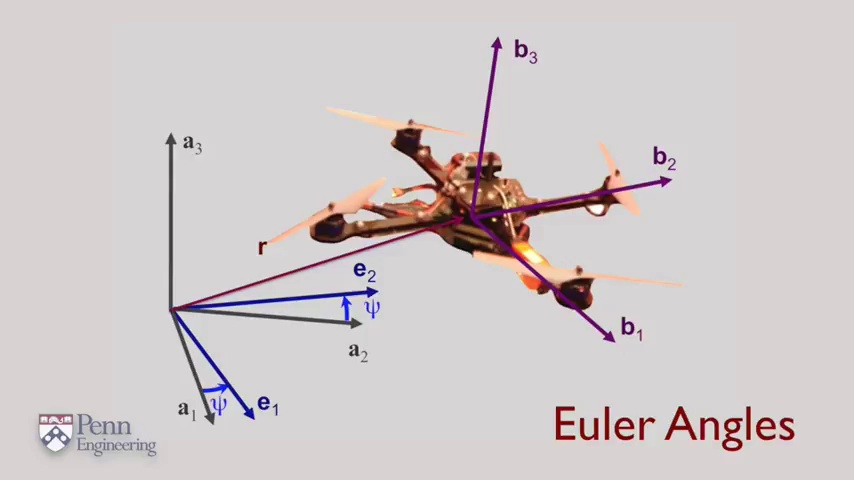 b3
a3
b2
r
e2
ψ
a2
b1
a1
ψ
e1
Penn
Engineering
Euler Angles